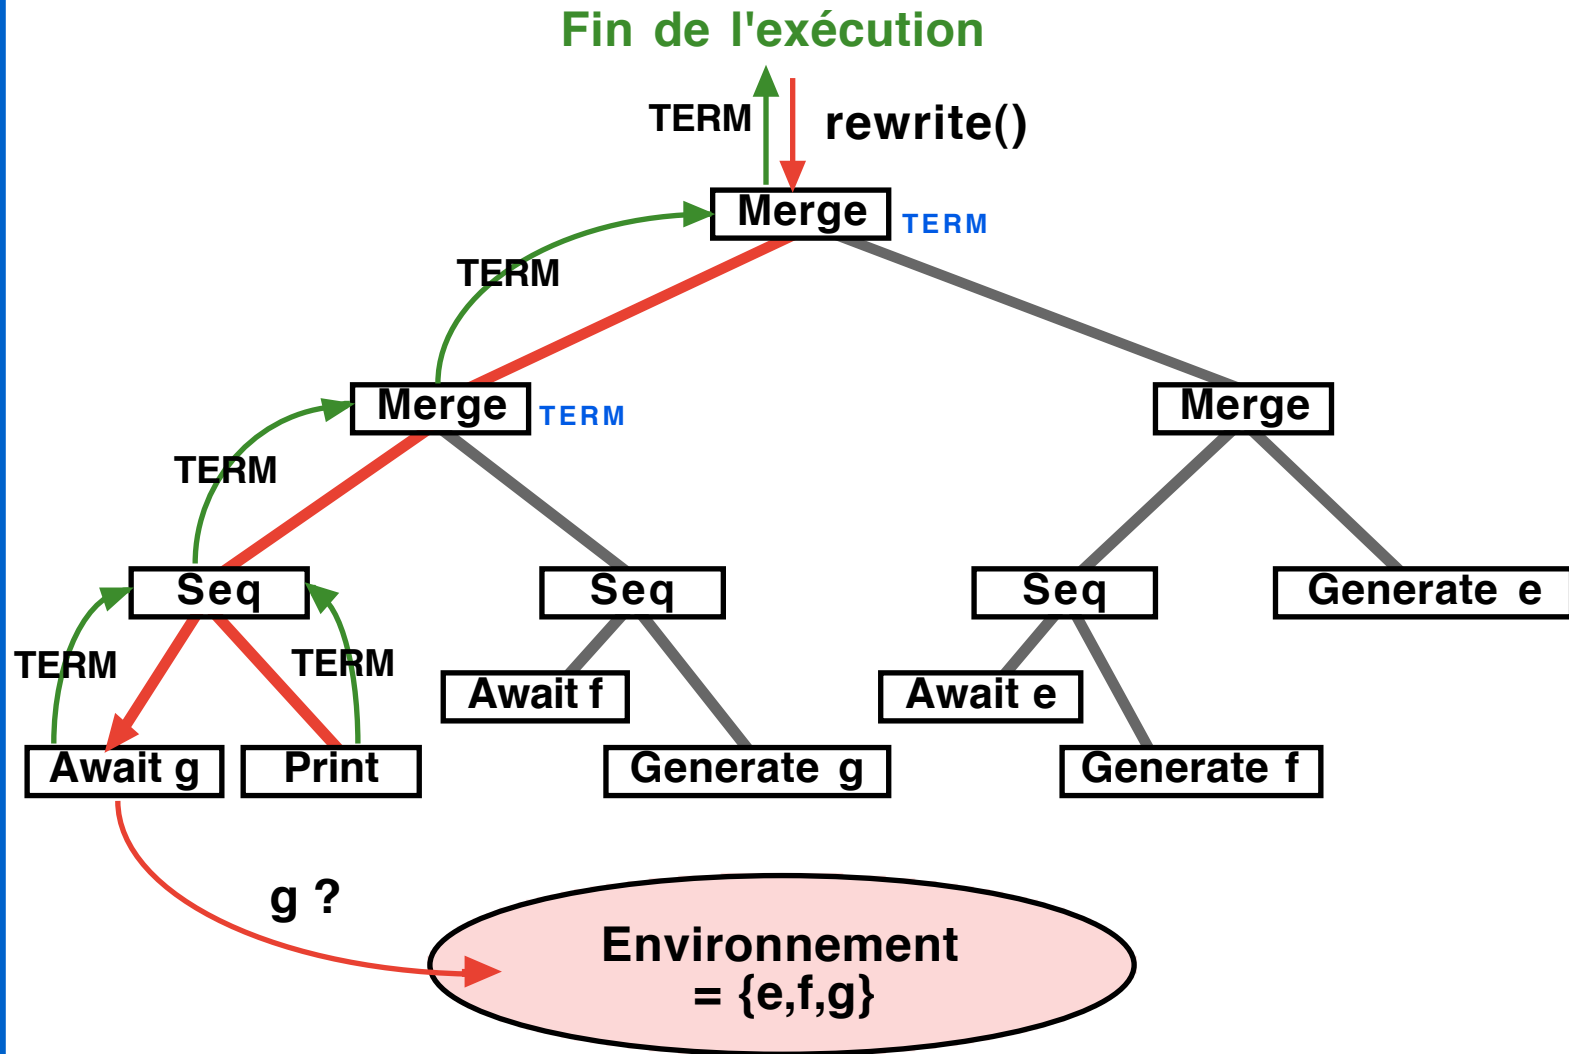 Fin de l'exécution
TERM
rewrite()
Merge
TERM
TERM
Merge
TERM
Merge
TERM
Seq
Seq
Seq
Generate e
TERM
TERM
Await f
Await e
Await g
Print
Generate g
Generate f
g ?
Environnement
= {e,f,g}